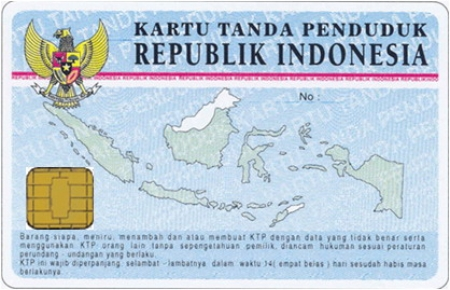 KARTU TANDA PENDUDUK
REPUBLIK INDONESIA
No :
Barang siapa, meniru, menambah dan atau membuat KTP dengan data yang tidak benar serta
menggunakan KTP orang lain tanpa sepengetahuan pemilik, diancam hukuman sesuai peraturan
perundang - undangan yang berlaku.
KTP ini wajib diperpanjang selambat - lambatnya dalam waktu 14( empat belas ) hari sesudah habis masa
berlakunya